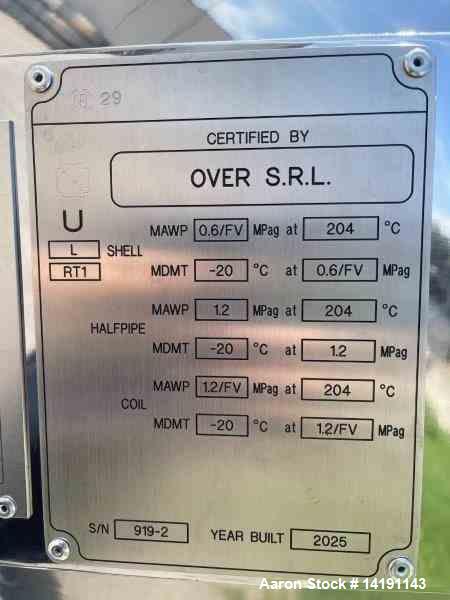 29
CERTIFIED BY
OVER S.R.L.
U
L SHELL
RT1
MAWP 0.6/FV MPag at 204 °C
MDMT -20 °C at 0.6/FV MPag
HALFPIPE
MAWP 1.2 MPag at 204 °C
MDMT -20 °C at 1.2 MPag
COIL
MAWP 1.2/FV MPag at 204 °C
MDMT -20 °C at 1.2/FV MPag
S/N 919-2 YEAR BUILT 2025
Aaron Stock # 14191143